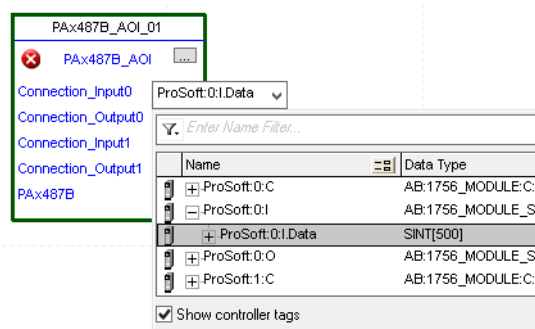 PAx487B_AOI_01
PAx487B_AOI ...
Connection_Input0 ProSoft:0:I.Data
Connection_Output0
Connection_Input1
Connection_Output1
PAx487B
Enter Name Filter...
Name Data Type
ProSoft:0:C AB:1756_MODULE:C:
ProSoft:0:I AB:1756_MODULE_S
ProSoft:0:I.Data SINT[500]
ProSoft:0:O AB:1756_MODULE_S
ProSoft:1:C AB:1756_MODULE:C:
Show controller tags